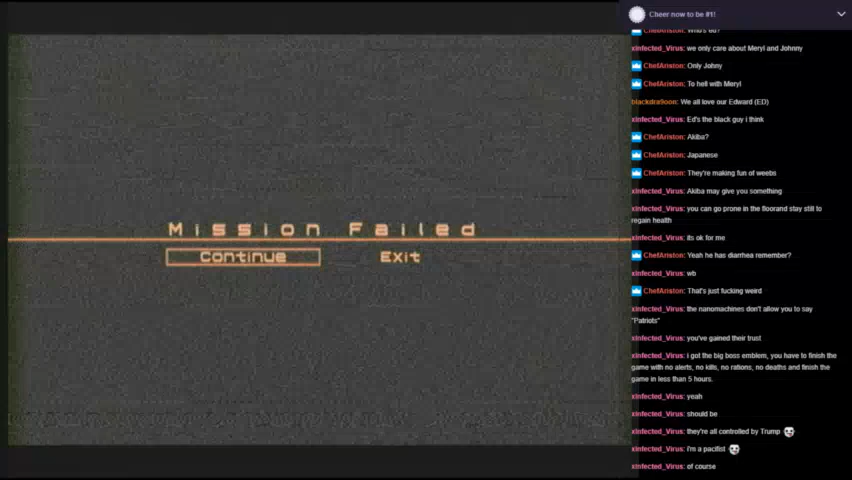 Cheer now to be #1!
ChefAriston: Who's ed?
xInfected_Virus: we only care about Meryl and Johnny
ChefAriston: Only Johny
ChefAriston: To hell with Meryl
We all love our Edward (ED)
xInfected_Virus: Ed's the black guy i think
ChefAriston: Akiba?
ChefAriston: Japanese
ChefAriston: They're making fun of weebs
xInfected_Virus: Akiba may give you something
xInfected_Virus: you can go prone in the floorand stay still to
regain health
xInfected_Virus: its ok for me
ChefAriston: Yeah he has diarrhea remember?
xInfected_Virus: wb
ChefAriston: That's just fucking weird
xInfected_Virus: the nanomachines don't allow you to say
"Patriots"
xInfected_Virus: you've gained their trust
xInfected_Virus: i got the big boss emblem, you have to finish the
game with no alerts, no kills, no rations, no deaths and finish the
game in less than 5 hours.
xInfected_Virus: yeah
xInfected_Virus: should be
xInfected_Virus: they're all controlled by Trump
xInfected_Virus: i'm a pacifist
xInfected_Virus: of course
Mission Failed
Continue Exit